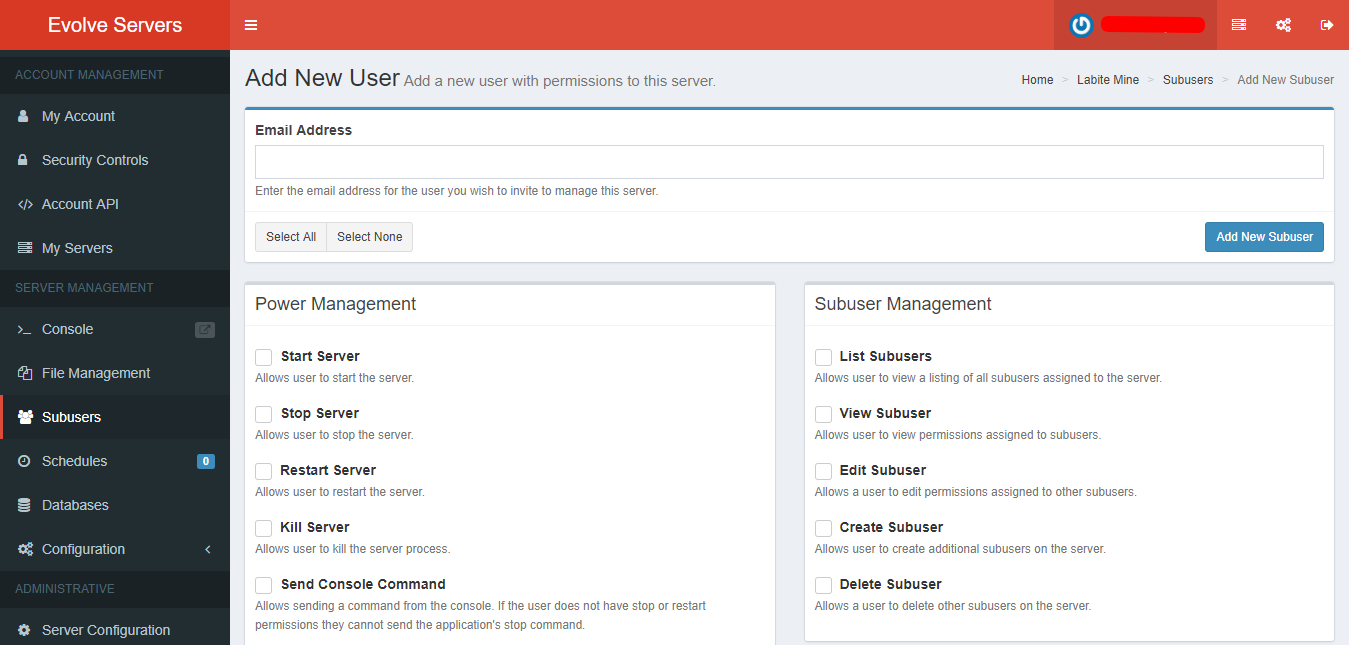 Evolve Servers
ACCOUNT MANAGEMENT
My Account
Security Controls
Account API
My Servers
SERVER MANAGEMENT
Console
File Management
Subusers
Schedules 0
Databases
Configuration
ADMINISTRATIVE
Server Configuration
Add New User Add a new user with permissions to this server.
Home > Labite Mine > Subusers > Add New Subuser
Email Address
Enter the email address for the user you wish to invite to manage this server.
Select All Select None Add New Subuser
Power Management
Start Server
Allows user to start the server.
Stop Server
Allows user to stop the server.
Restart Server
Allows user to restart the server.
Kill Server
Allows user to kill the server process.
Send Console Command
Allows sending a command from the console. If the user does not have stop or restart
permissions they cannot send the application's stop command.
Subuser Management
List Subusers
Allows user to view a listing of all subusers assigned to the server.
View Subuser
Allows user to view permissions assigned to subusers.
Edit Subuser
Allows a user to edit permissions assigned to other subusers.
Create Subuser
Allows user to create additional subusers on the server.
Delete Subuser
Allows a user to delete other subusers on the server.